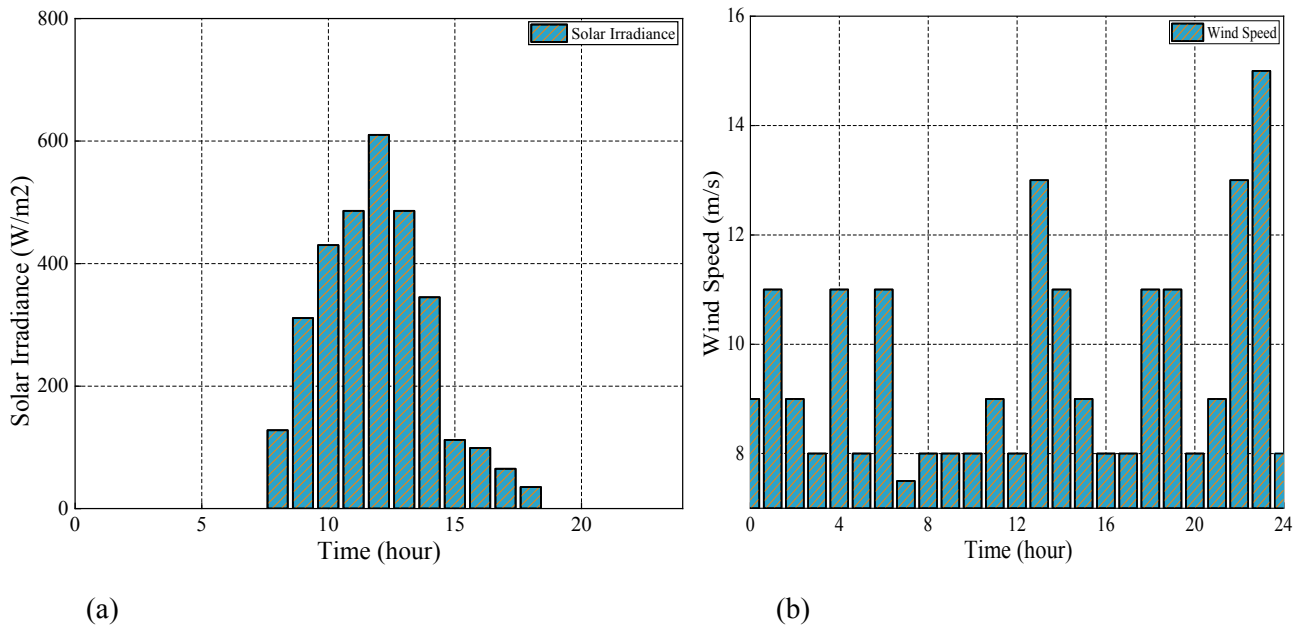 800
600
400
200
0
Solar Irradiance (W/m2)
Solar Irradiance
0 5 10 15 20
Time (hour)
(a)
16
14
12
10
8
Wind Speed (m/s)
Wind Speed
0 4 8 12 16 20 24
Time (hour)
(b)